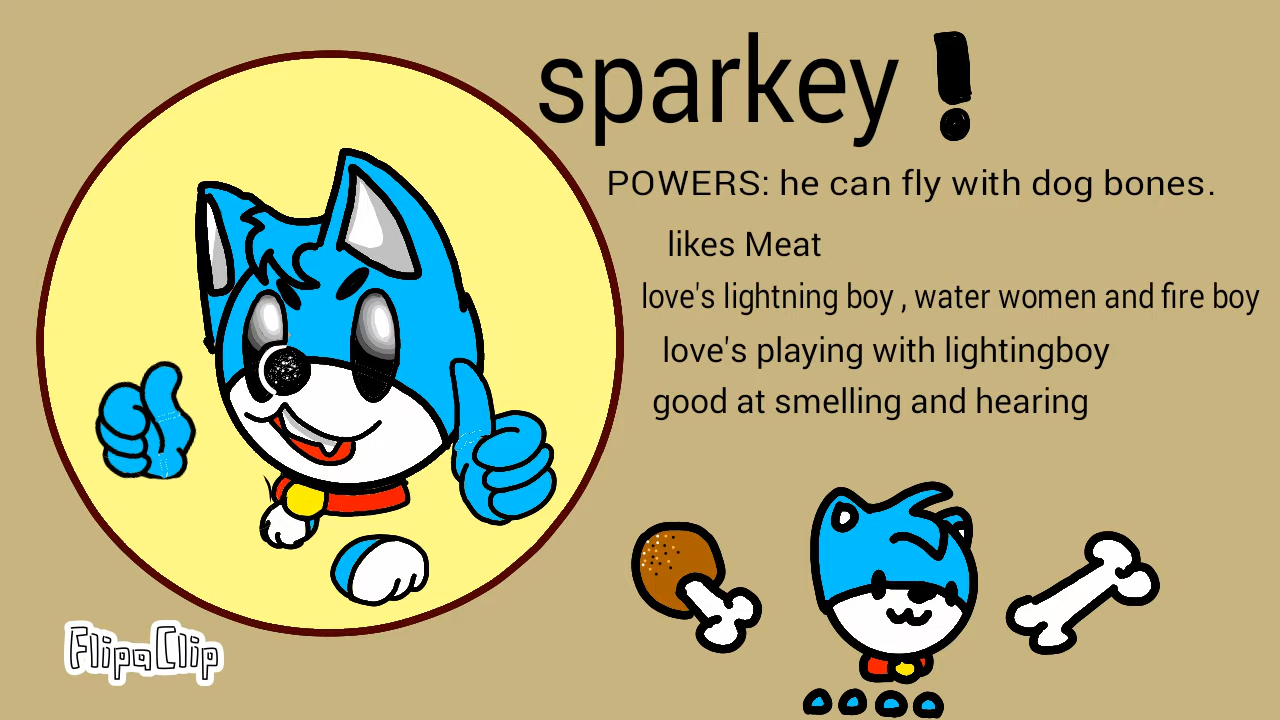 sparkey!
POWERS: he can fly with dog bones.
likes Meat
love's lightning boy , water women and fire boy
love's playing with lightingboy
good at smelling and hearing
FlipaClip